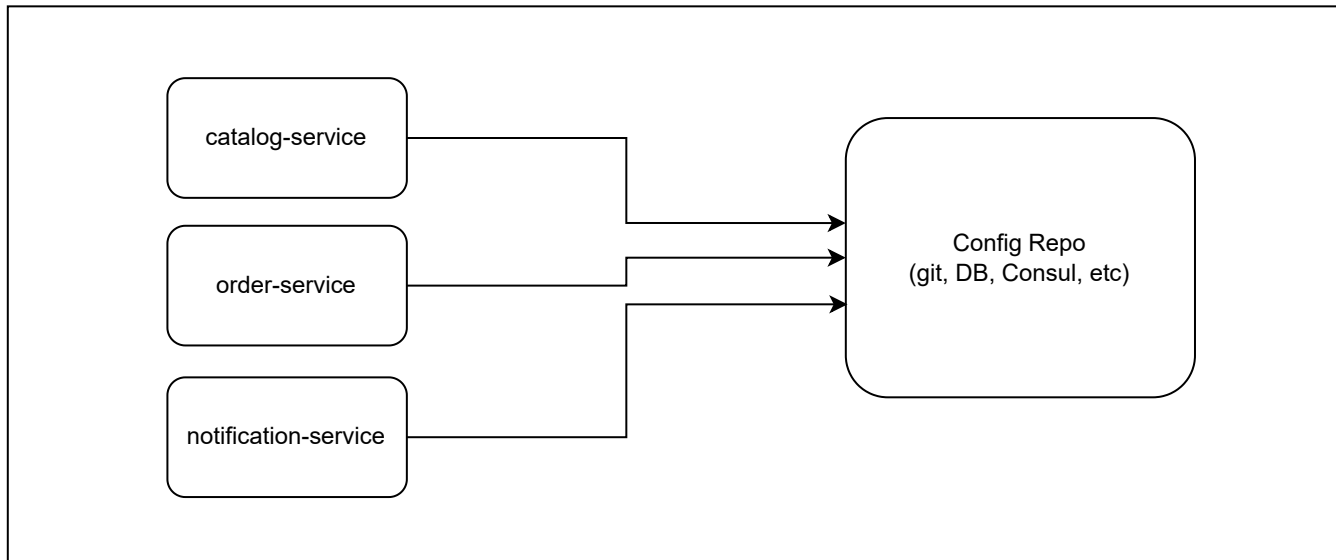 catalog-service
order-service
notification-service
Config Repo
(git, DB, Consul, etc)